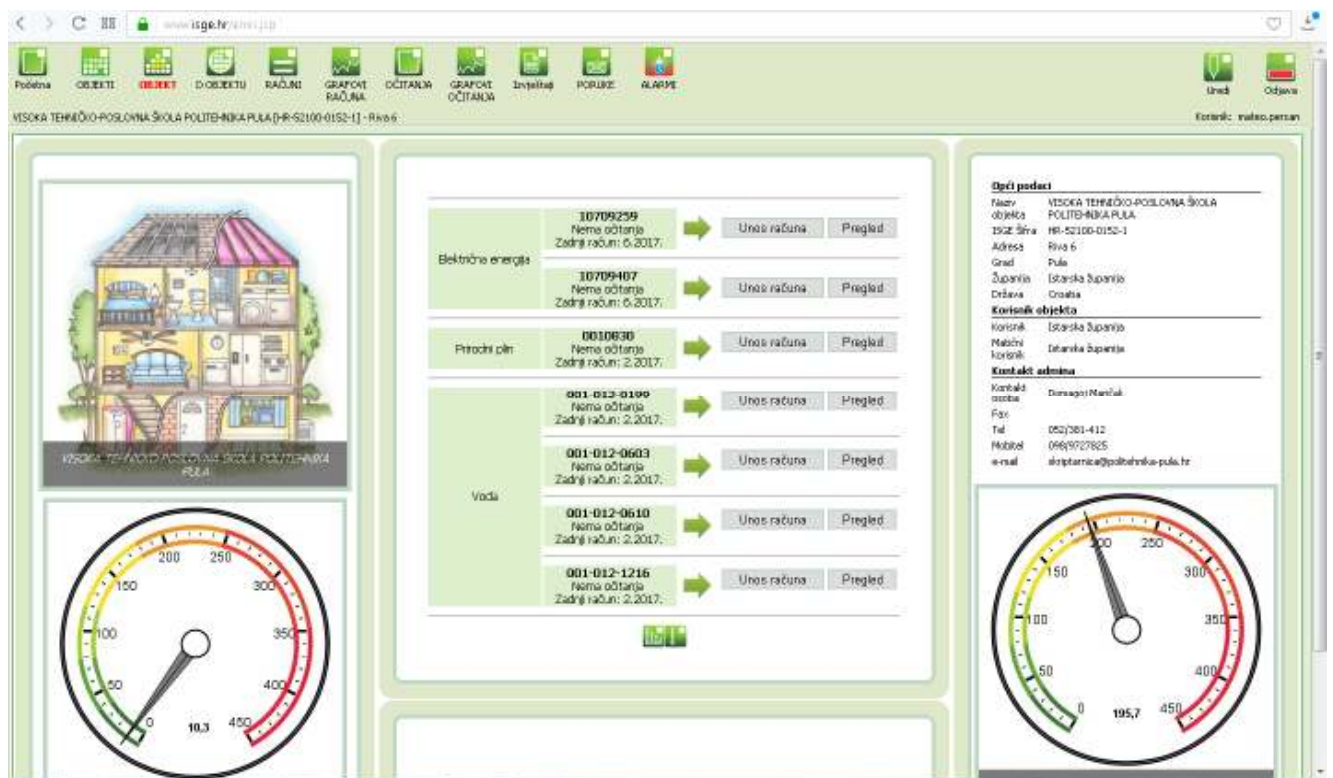 www.isge.hr
Početna
OBJEKTI
OBJEKT
O OBJEKTU
RAČUNI
GRAFOVI RAČUNA
OČITANJA
GRAFOVI OČITANJA
Izvještaji
PORUKE
ALARMI
Uredi
Odjava
VISOKA TEHNIČKO-POSLOVNA ŠKOLA POLITEHNIKA PULA [HR-52100-0152-1] - Riva 6
Korisnik: mateo.persan
VISOKA TEHNIČKO-POSLOVNA ŠKOLA POLITEHNIKA
PULA
0
50
100
150
200
250
300
350
400
450
10,3
Električna energija
10709259
Nema očitanja
Zadnji račun: 6.2017.
Unos računa
Pregled
10709407
Nema očitanja
Zadnji račun: 6.2017.
Unos računa
Pregled
Prirodni plin
0010630
Nema očitanja
Zadnji račun: 2.2017.
Unos računa
Pregled
Voda
001-012-0199
Nema očitanja
Zadnji račun: 2.2017.
Unos računa
Pregled
001-012-0603
Nema očitanja
Zadnji račun: 2.2017.
Unos računa
Pregled
001-012-0610
Nema očitanja
Zadnji račun: 2.2017.
Unos računa
Pregled
001-012-1216
Nema očitanja
Zadnji račun: 2.2017.
Unos računa
Pregled
Opći podaci
Naziv objekta VISOKA TEHNIČKO-POSLOVNA ŠKOLA
POLITEHNIKA PULA
ISGE Šifra HR-52100-0152-1
Adresa Riva 6
Grad Pula
Županija Istarska županija
Država Croatia
Korisnik objekta
Korisnik Istarska županija
Matični korisnik Istarska županija
Kontakt admina
Kontakt osoba Domagoj Marčak
Fax
Tel 052/381-412
Mobitel 098/9727825
e-mail skriptarnica@politehnika-pula.hr
0
50
100
150
200
250
300
350
400
450
195,7